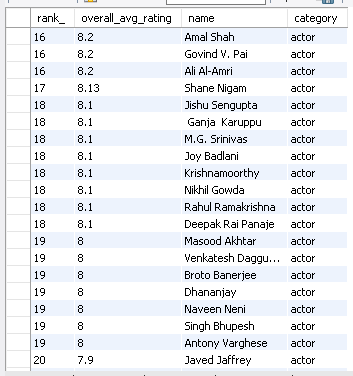 rank_ overall_avg_rating name category
16 8.2 Amal Shah actor
16 8.2 Govind V. Pai actor
16 8.2 Ali Al-Amri actor
17 8.13 Shane Nigam actor
18 8.1 Jishu Sengupta actor
18 8.1 Ganja Karuppu actor
18 8.1 M.G. Srinivas actor
18 8.1 Joy Badlani actor
18 8.1 Krishnamoorthy actor
18 8.1 Nikhil Gowda actor
18 8.1 Rahul Ramakrishna actor
18 8.1 Deepak Rai Panaje actor
19 8 Masood Akhtar actor
19 8 Venkatesh Daggu... actor
19 8 Broto Banerjee actor
19 8 Dhananjay actor
19 8 Naveen Neni actor
19 8 Singh Bhupesh actor
19 8 Antony Varghese actor
20 7.9 Javed Jaffrey actor